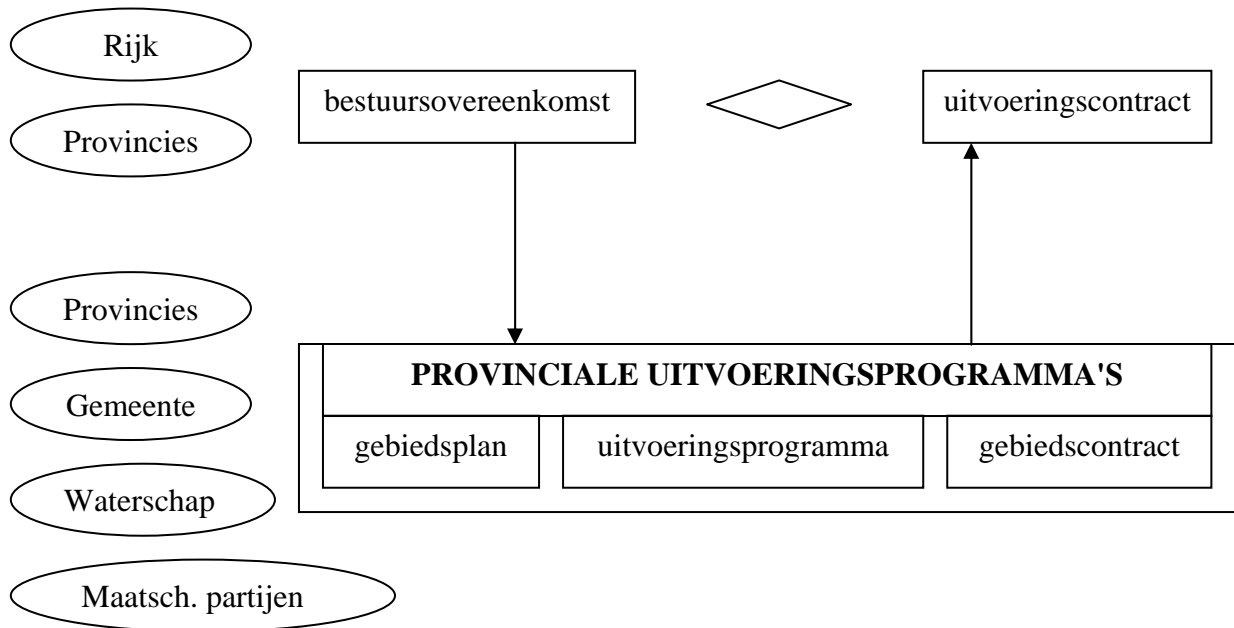 Rijk
bestuursovereenkomst
uitvoeringscontract
Provincies
Provincies
PROVINCIALE UITVOERINGSPROGRAMMA'S
Gemeente
gebiedsplan
uitvoeringsprogramma
gebiedscontract
Waterschap
Maatsch. partijen